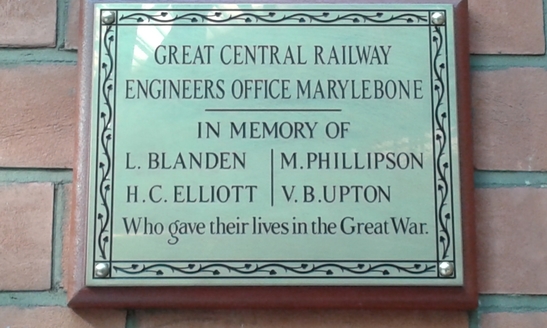 GREAT CENTRAL RAILWAY
ENGINEERS OFFICE MARYLEBONE
IN MEMORY OF
L. BLANDEN M. PHILLIPSON
H. C. ELLIOTT V. B. UPTON
Who gave their lives in the Great War.